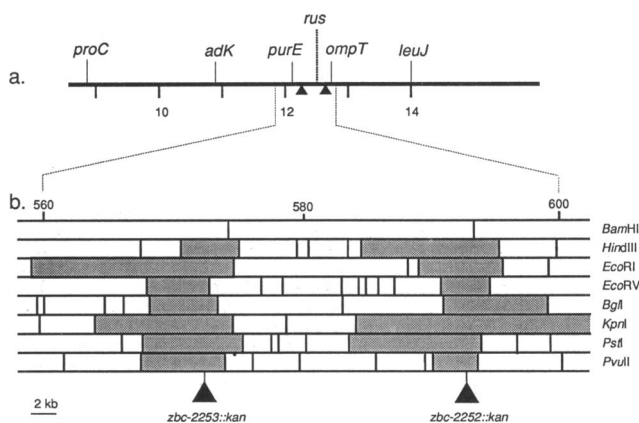 rus
proC adK purE ompT leuJ
a.
10 12 14
b.
560 580 600
BamHI
HindIII
EcoRI
EcoRV
BglI
KpnI
PstI
PvuII
2 kb
zbc-2253::kan zbc-2252::kan